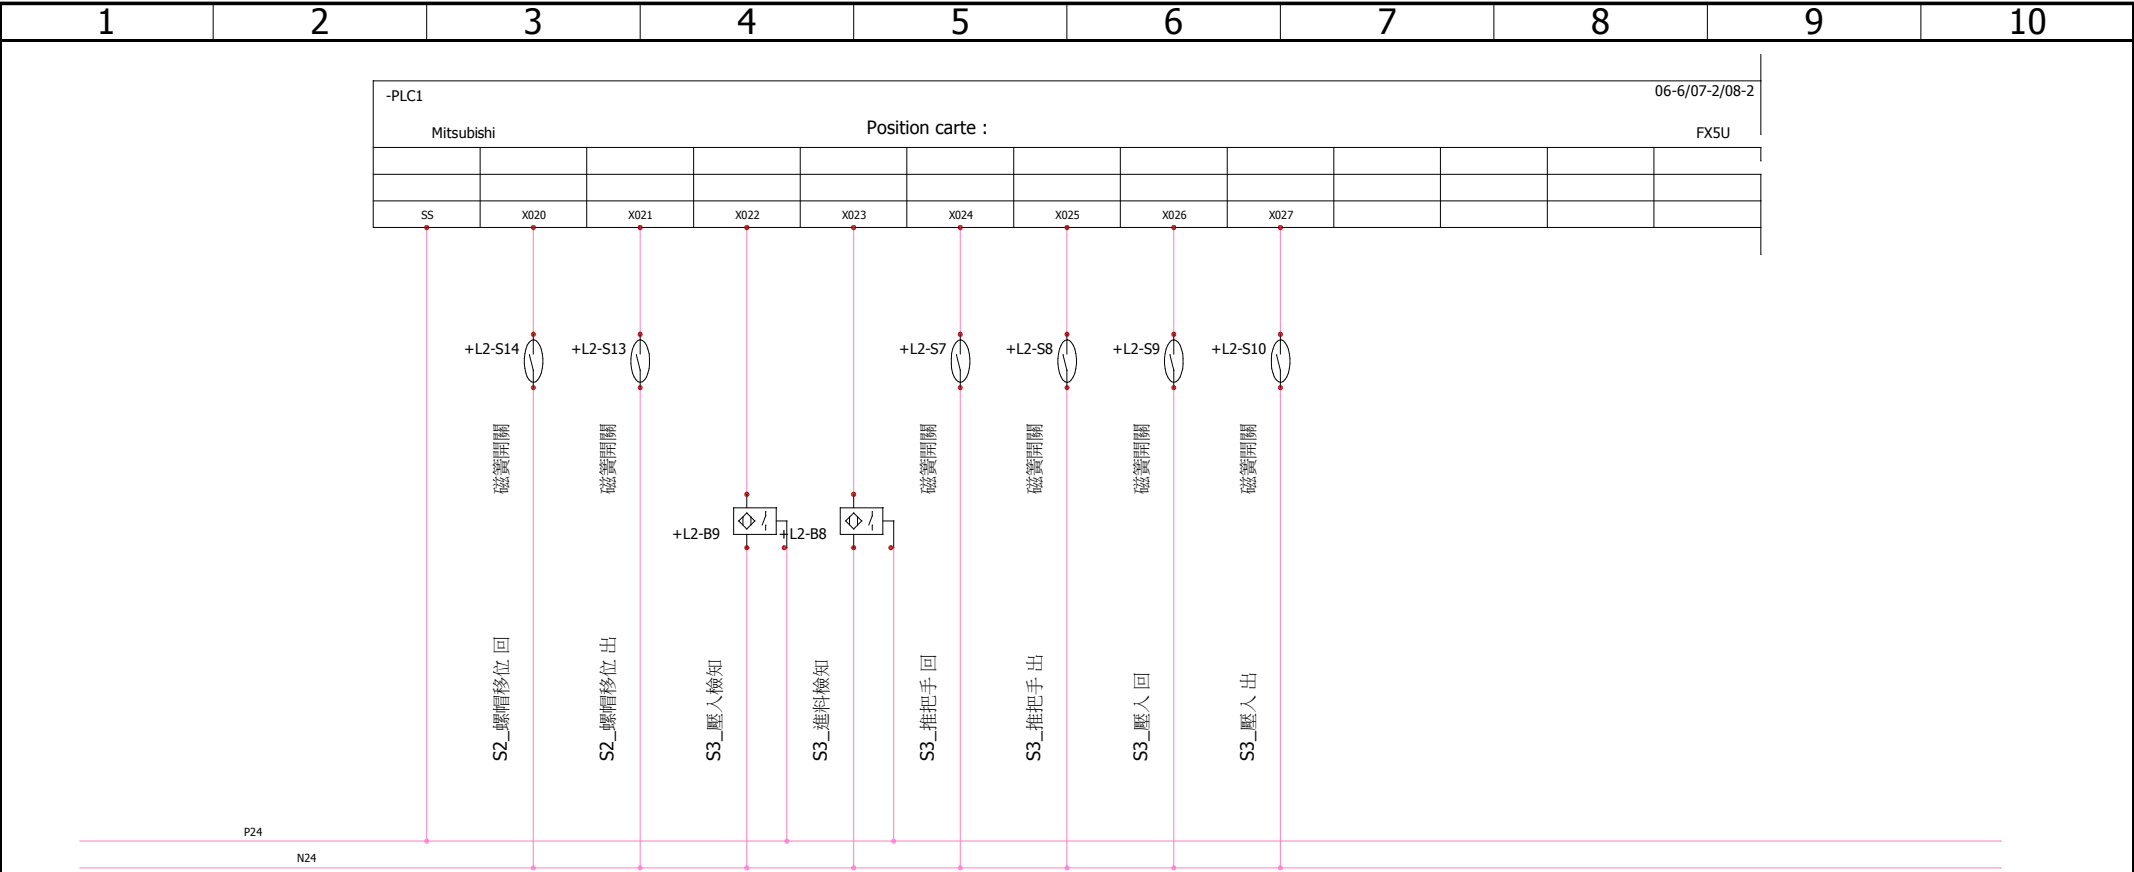 1 2 3 4 5 6 7 8 9 10
-PLC1 06-6/07-2/08-2
Mitsubishi Position carte : FX5U
SS X020 X021 X022 X023 X024 X025 X026 X027
+L2-S14 +L2-S13 +L2-S7 +L2-S8 +L2-S9 +L2-S10
磁簧開關
磁簧開關
磁簧開關
磁簧開關
磁簧開關
磁簧開關
+L2-B9 +L2-B8
S2_螺帽移位 回
S2_螺帽移位 出
S3_壓入檢知
S3_進料檢知
S3_推把手 回
S3_推把手 出
S3_壓入 回
S3_壓入 出
P24
N24